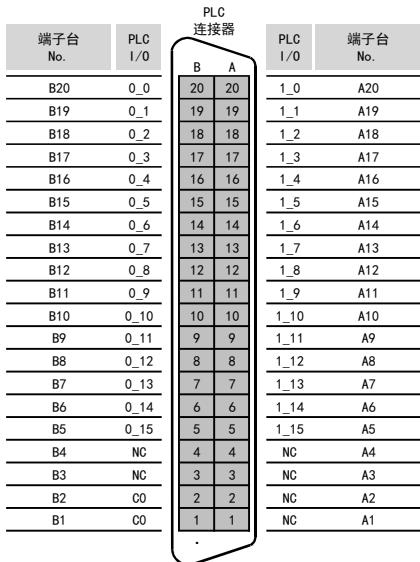 PLC
连接器
端子台 No. PLC I/O B A PLC I/O 端子台 No.
B20 0_0 20 20 1_0 A20
B19 0_1 19 19 1_1 A19
B18 0_2 18 18 1_2 A18
B17 0_3 17 17 1_3 A17
B16 0_4 16 16 1_4 A16
B15 0_5 15 15 1_5 A15
B14 0_6 14 14 1_6 A14
B13 0_7 13 13 1_7 A13
B12 0_8 12 12 1_8 A12
B11 0_9 11 11 1_9 A11
B10 0_10 10 10 1_10 A10
B9 0_11 9 9 1_11 A9
B8 0_12 8 8 1_12 A8
B7 0_13 7 7 1_13 A7
B6 0_14 6 6 1_14 A6
B5 0_15 5 5 1_15 A5
B4 NC 4 4 NC A4
B3 NC 3 3 NC A3
B2 C0 2 2 NC A2
B1 C0 1 1 NC A1